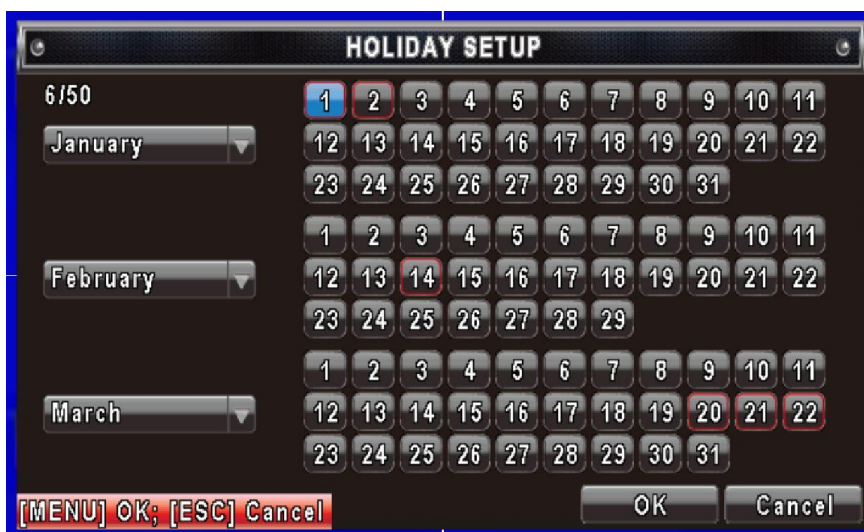 HOLIDAY SETUP
6/50
1 2 3 4 5 6 7 8 9 10 11
January
12 13 14 15 16 17 18 19 20 21 22
23 24 25 26 27 28 29 30 31
1 2 3 4 5 6 7 8 9 10 11
February
12 13 14 15 16 17 18 19 20 21 22
23 24 25 26 27 28 29
1 2 3 4 5 6 7 8 9 10 11
March
12 13 14 15 16 17 18 19 20 21 22
23 24 25 26 27 28 29 30 31
[MENU] OK; [ESC] Cancel
OK
Cancel